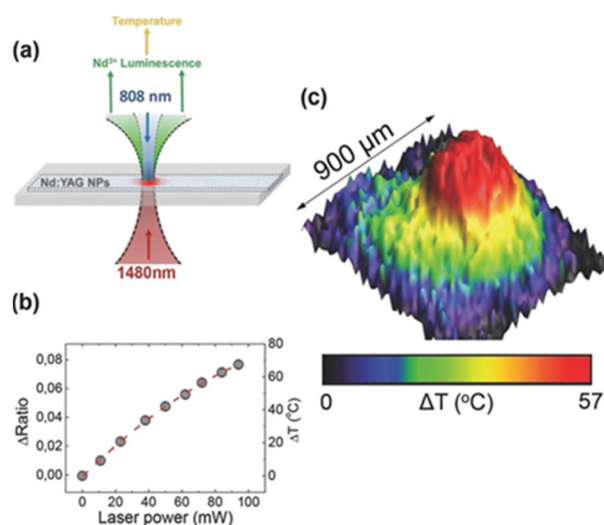 (a)
Temperature
Nd³⁺ Luminescence
808 nm
Nd:YAG NPs
1480nm
(b)
0,08
0,06
0,04
0,02
0,00
ΔRatio
80
60
40
20
0
ΔT (°C)
0 20 40 60 80 100
Laser power (mW)
(c)
900 µm
0 ΔT (°C) 57